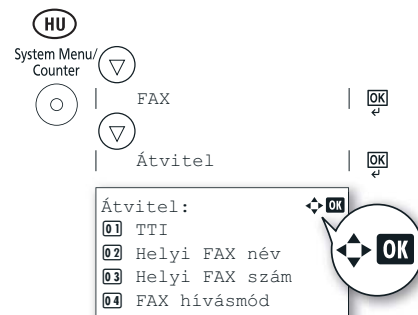 HU
System Menu/
Counter
FAX
OK
Átvitel
OK
Átvitel:
OK
01 TTI
02 Helyi FAX név
OK
03 Helyi FAX szám
04 FAX hívásmód